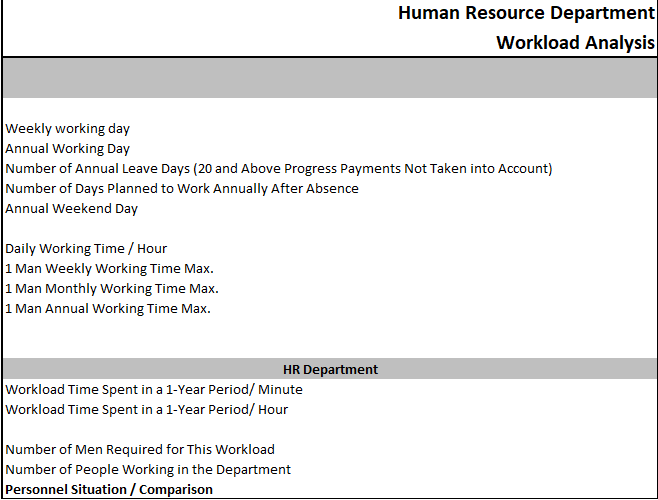 Human Resource Department
Workload Analysis
Weekly working day
Annual Working Day
Number of Annual Leave Days (20 and Above Progress Payments Not Taken into Account)
Number of Days Planned to Work Annually After Absence
Annual Weekend Day
Daily Working Time / Hour
1 Man Weekly Working Time Max.
1 Man Monthly Working Time Max.
1 Man Annual Working Time Max.
HR Department
Workload Time Spent in a 1-Year Period/ Minute
Workload Time Spent in a 1-Year Period/ Hour
Number of Men Required for This Workload
Number of People Working in the Department
Personnel Situation / Comparison